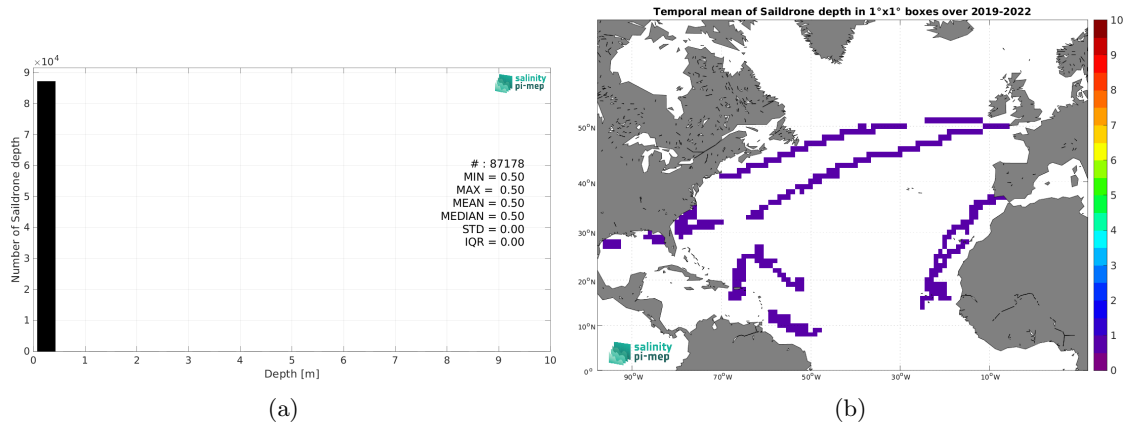 ×10⁴
9
8
7
6
5
4
3
2
1
0
Number of Saildrone depth
salinity
pi-mep
# : 87178
MIN = 0.50
MAX = 0.50
MEAN = 0.50
MEDIAN = 0.50
STD = 0.00
IQR = 0.00
0 1 2 3 4 5 6 7 8 9 10
Depth [m]
(a)
Temporal mean of Saildrone depth in 1°x1° boxes over 2019-2022
50°N
40°N
30°N
20°N
10°N
0°
90°W 70°W 50°W 30°W 10°W
salinity
pi-mep
10
9
8
7
6
5
4
3
2
1
0
(b)